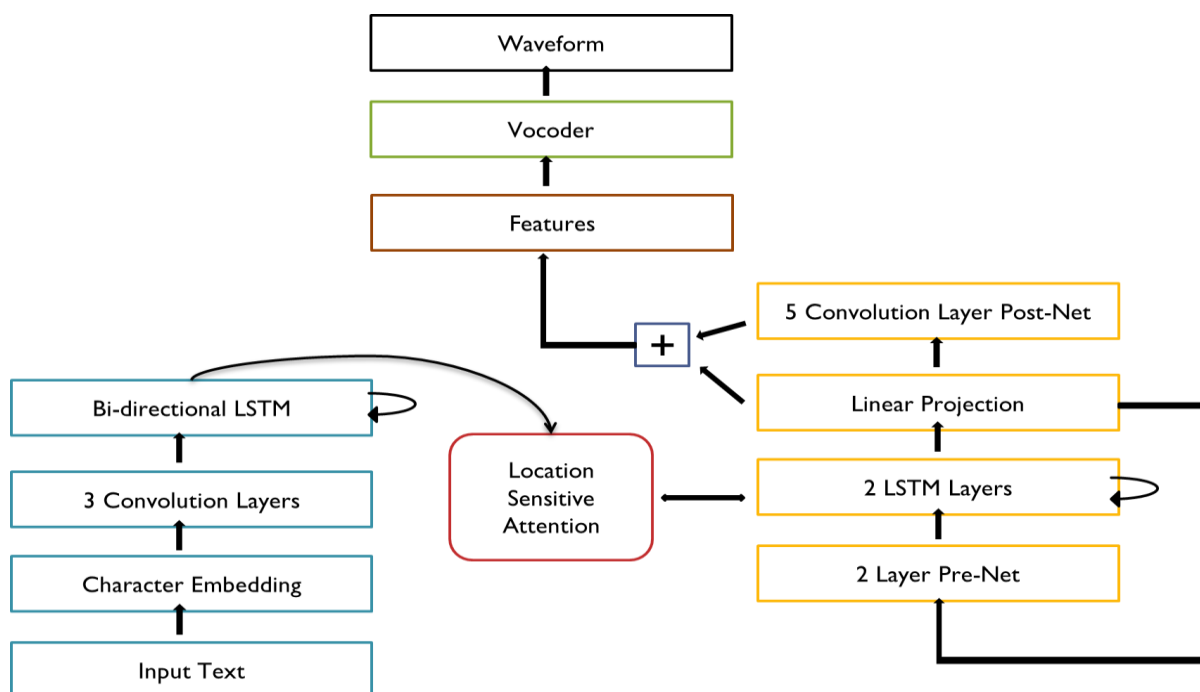 Waveform
Vocoder
Features
5 Convolution Layer Post-Net
+
Linear Projection
Bi-directional LSTM
Location
Sensitive
Attention
2 LSTM Layers
3 Convolution Layers
2 Layer Pre-Net
Character Embedding
Input Text